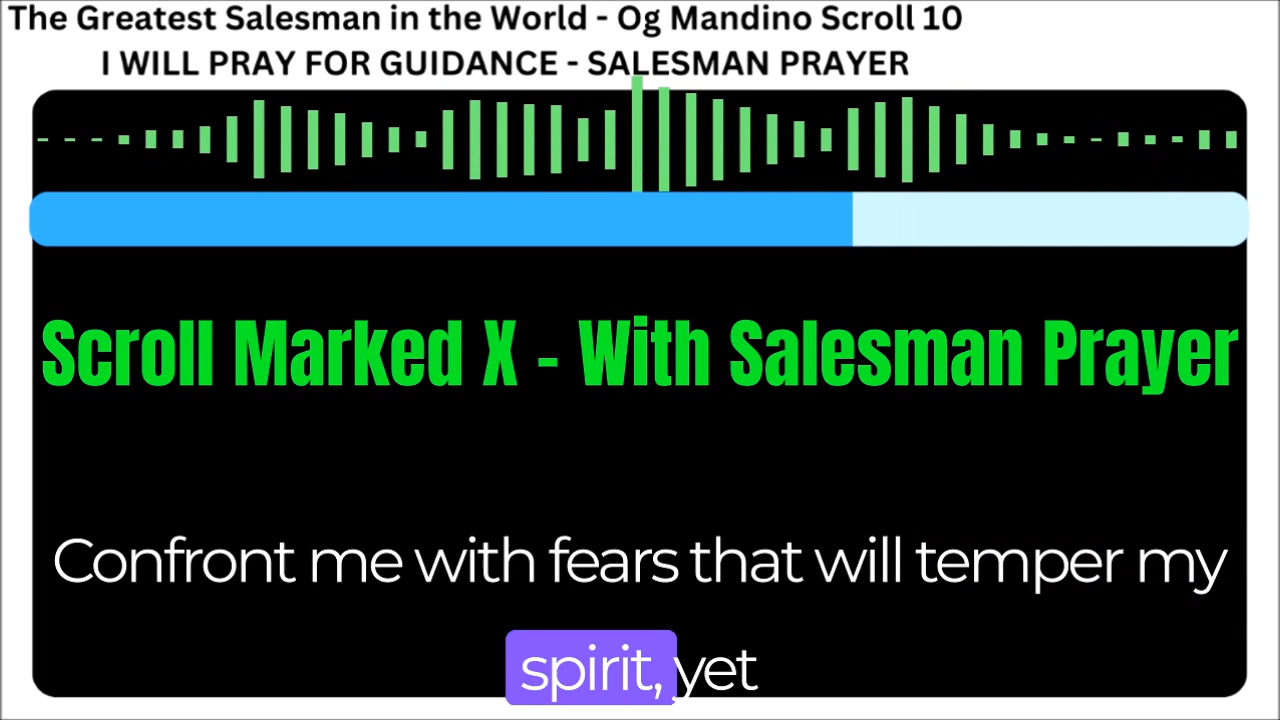 The Greatest Salesman in the World - Og Mandino Scroll 10
I WILL PRAY FOR GUIDANCE - SALESMAN PRAYER
Scroll Marked X - With Salesman Prayer
Confront me with fears that will temper my
spirit, yet